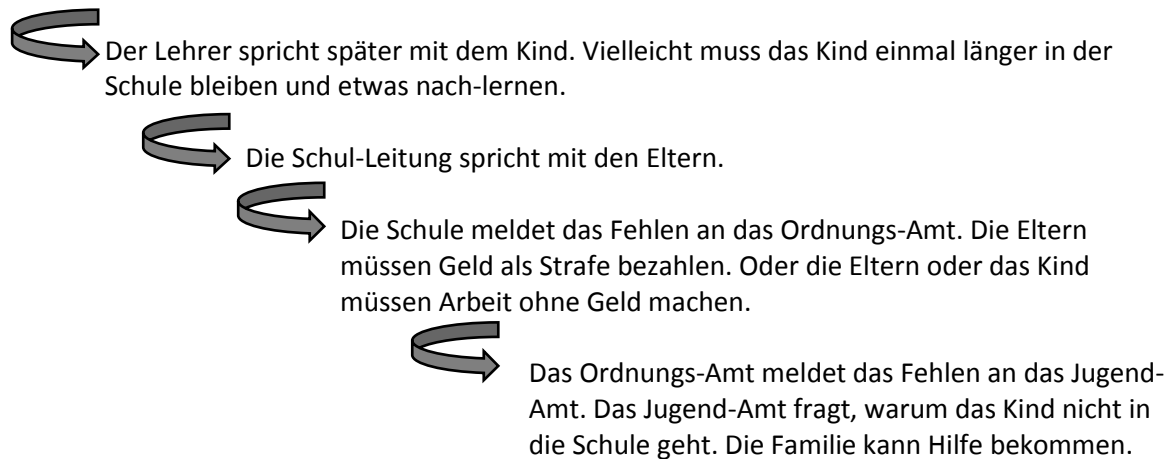 Der Lehrer spricht später mit dem Kind. Vielleicht muss das Kind einmal länger in der
Schule bleiben und etwas nach-lernen.
Die Schul-Leitung spricht mit den Eltern.
Die Schule meldet das Fehlen an das Ordnungs-Amt. Die Eltern
müssen Geld als Strafe bezahlen. Oder die Eltern oder das Kind
müssen Arbeit ohne Geld machen.
Das Ordnungs-Amt meldet das Fehlen an das Jugend-
Amt. Das Jugend-Amt fragt, warum das Kind nicht in
die Schule geht. Die Familie kann Hilfe bekommen.